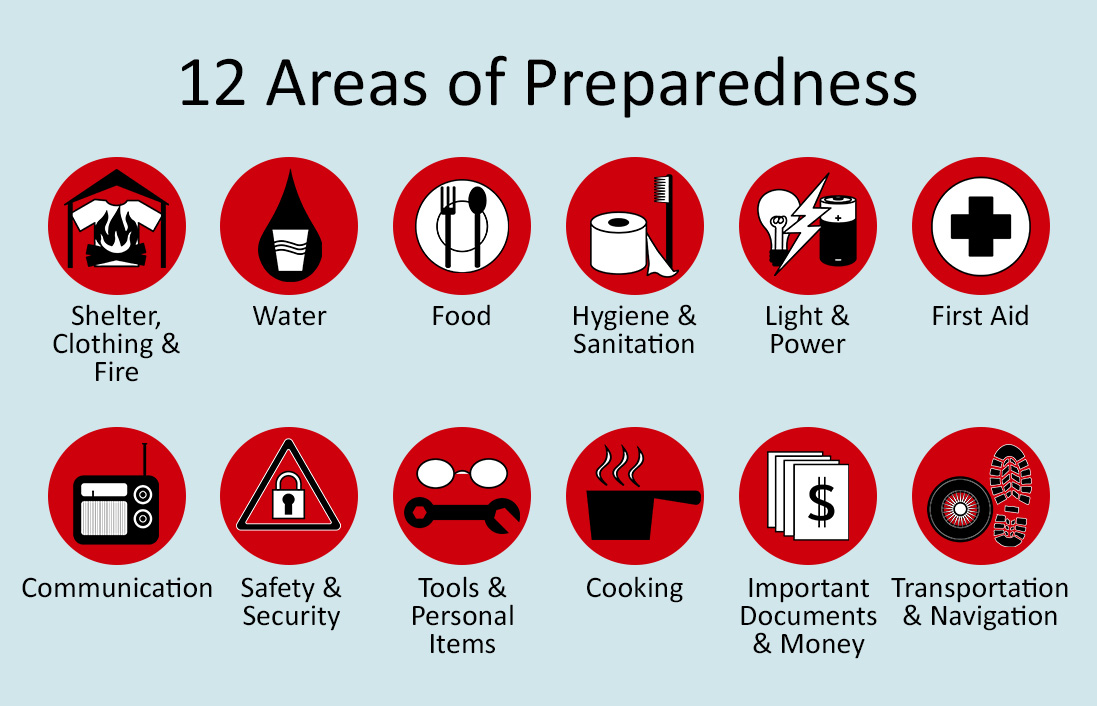 12 Areas of Preparedness
Shelter,
Clothing &
Fire
Water
Food
Hygiene &
Sanitation
Light &
Power
First Aid
Communication
Safety &
Security
Tools &
Personal
Items
Cooking
$
Important
Documents
& Money
Transportation
& Navigation